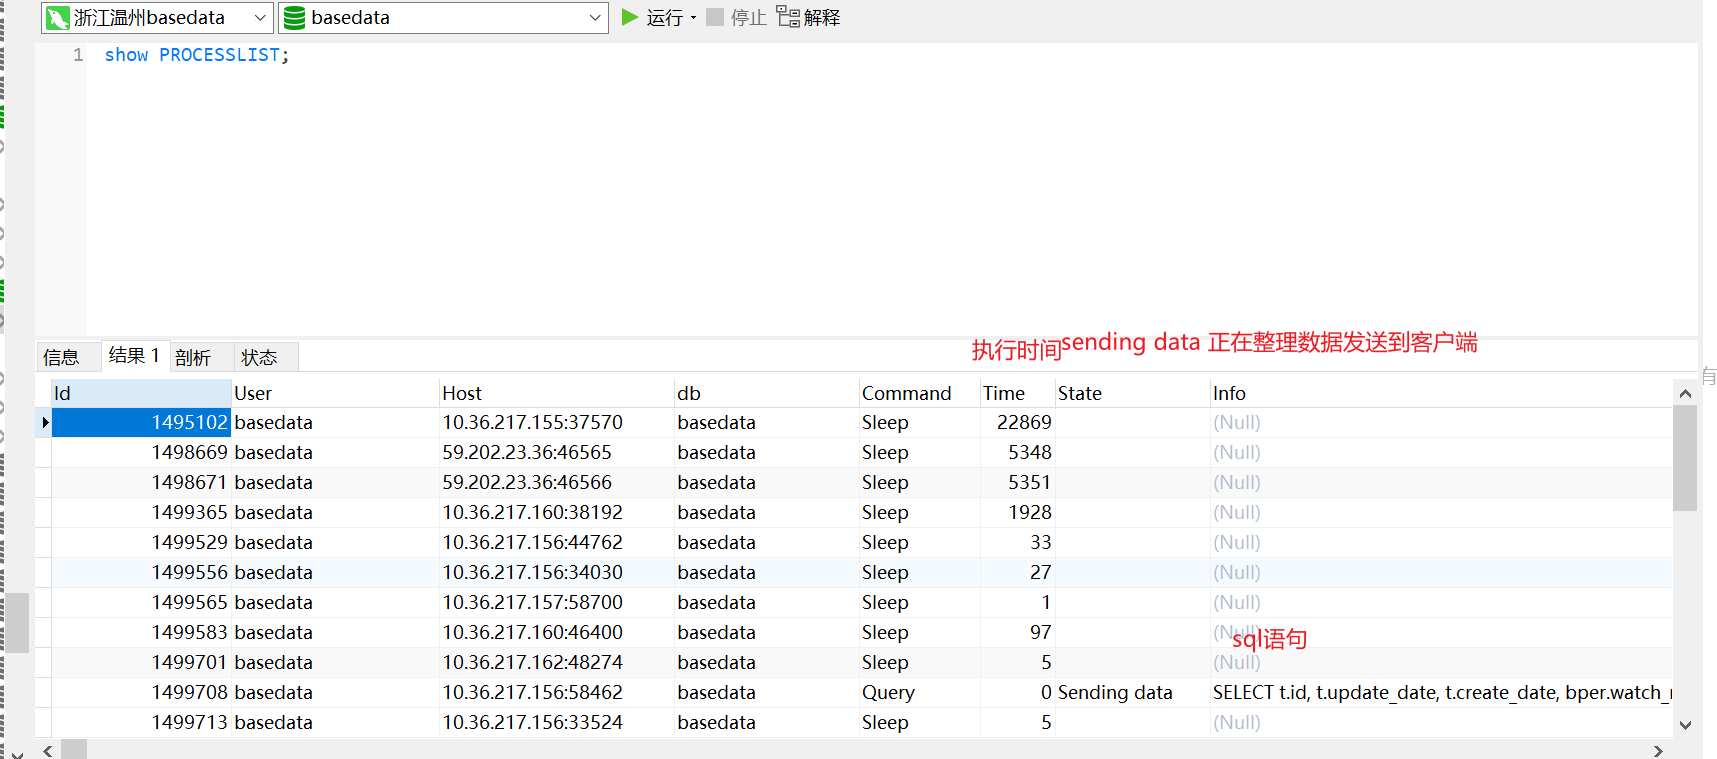 浙江温州basedata basedata 运行 停止 解释
1 show PROCESSLIST;
执行时间sending data 正在整理数据发送到客户端
信息 结果 1 剖析 状态
有
Id User Host db Command Time State Info
1495102 basedata 10.36.217.155:37570 basedata Sleep 22869 (Null)
1498669 basedata 59.202.23.36:46565 basedata Sleep 5348 (Null)
1498671 basedata 59.202.23.36:46566 basedata Sleep 5351 (Null)
1499365 basedata 10.36.217.160:38192 basedata Sleep 1928 (Null)
1499529 basedata 10.36.217.156:44762 basedata Sleep 33 (Null)
1499556 basedata 10.36.217.156:34030 basedata Sleep 27 (Null)
1499565 basedata 10.36.217.157:58700 basedata Sleep 1 (Null)
1499583 basedata 10.36.217.160:46400 basedata Sleep 97 (Null)
sql语句
1499701 basedata 10.36.217.162:48274 basedata Sleep 5 (Null)
1499708 basedata 10.36.217.156:58462 basedata Query 0 Sending data SELECT t.id, t.update_date, t.create_date, bper.watch_
1499713 basedata 10.36.217.156:33524 basedata Sleep 5 (Null)